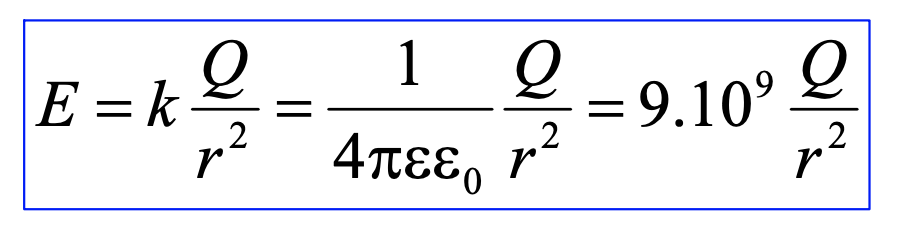 E = k Q/r² = 1/4πεε₀ Q/r² = 9.10⁹ Q/r²